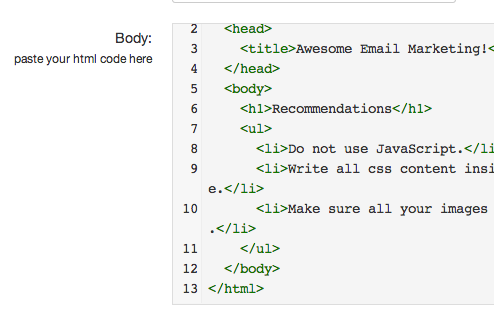 Body:
paste your html code here
2 <head>
3 <title>Awesome Email Marketing!<
4 </head>
5 <body>
6 <h1>Recommendations</h1>
7 <ul>
8 <li>Do not use JavaScript.</li
9 <li>Write all css content insi
e.</li>
10 <li>Make sure all your images
.</li>
11 </ul>
12 </body>
13 </html>